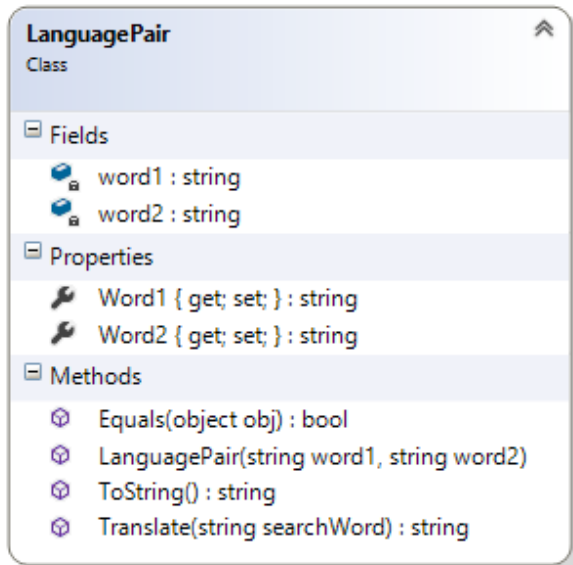 LanguagePair
Class
Fields
word1 : string
word2 : string
Properties
Word1 { get; set; } : string
Word2 { get; set; } : string
Methods
Equals(object obj) : bool
LanguagePair(string word1, string word2)
ToString() : string
Translate(string searchWord) : string